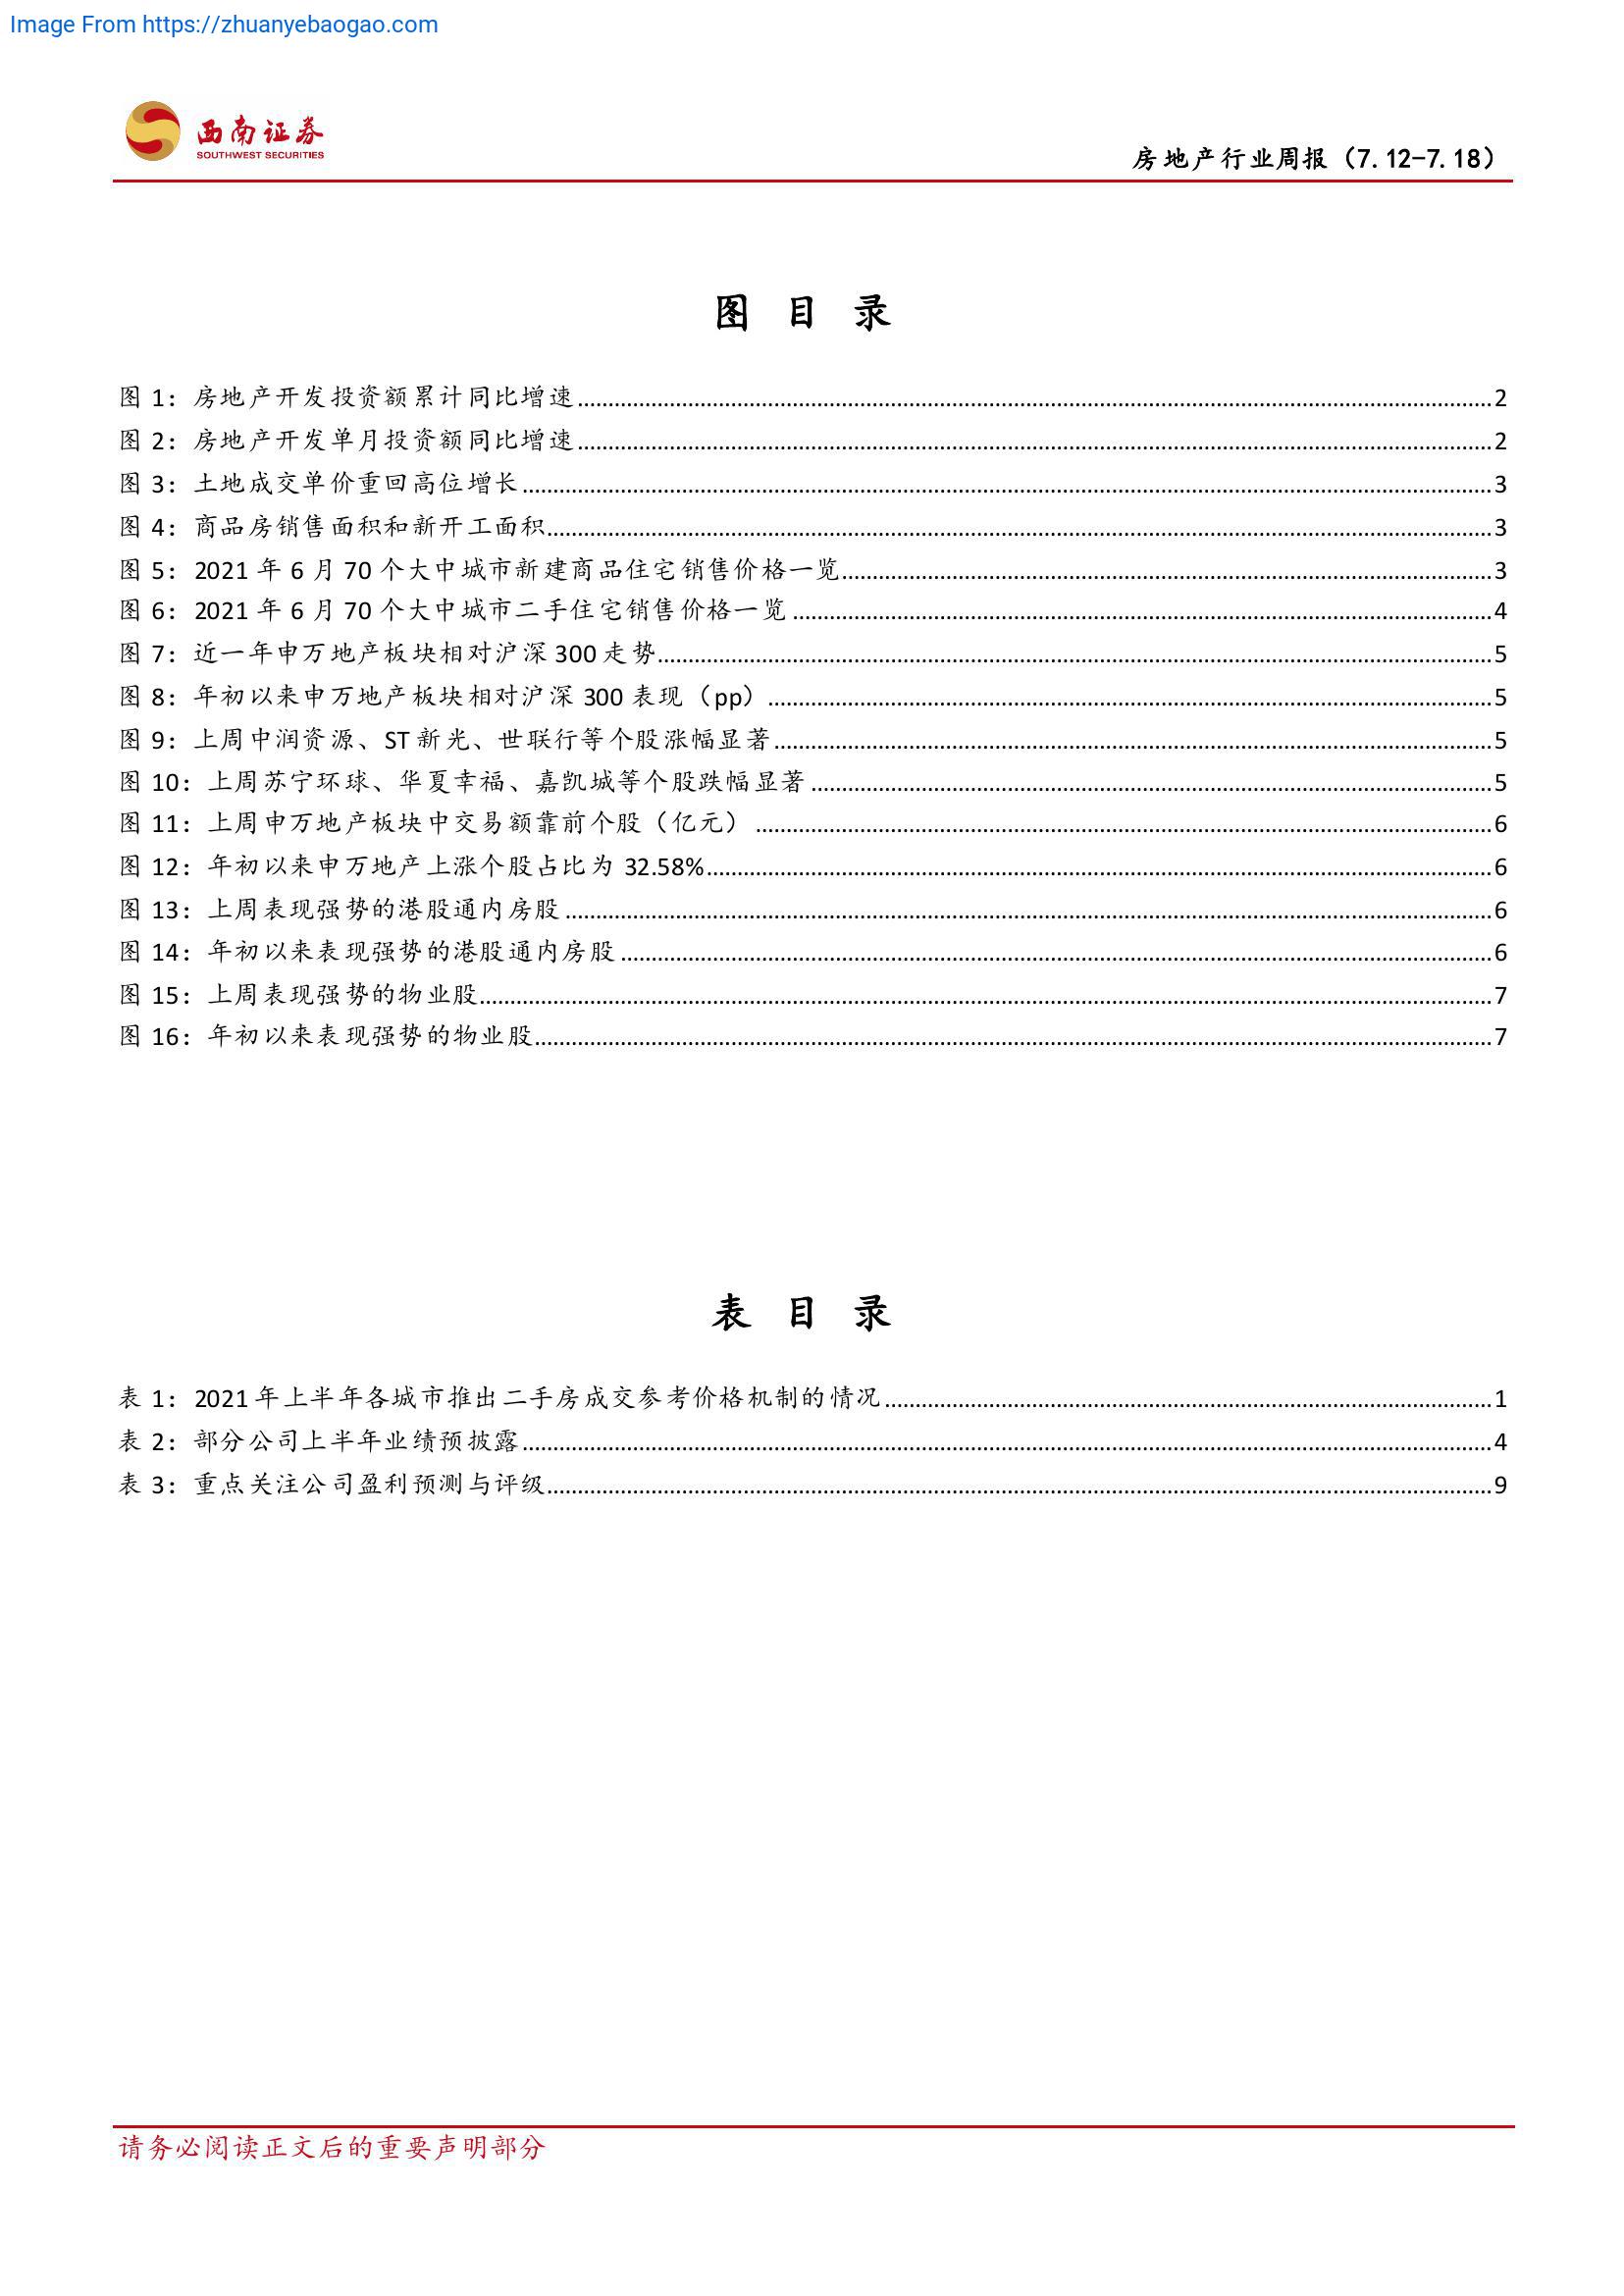 Image From https://zhuanyebaogao.com
西南证券
SOUTHWEST SECURITIES
房地产行业周报（7.12-7.18）
图 目 录
图 1：房地产开发投资额累计同比增速..........2
图 2：房地产开发单月投资额同比增速..........2
图 3：土地成交单价重回高位增长..........3
图 4：商品房销售面积和新开工面积..........3
图 5：2021 年 6 月 70 个大中城市新建商品住宅销售价格一览..........3
图 6：2021 年 6 月 70 个大中城市二手住宅销售价格一览..........4
图 7：近一年申万地产板块相对沪深 300 走势..........5
图 8：年初以来申万地产板块相对沪深 300 表现（pp）..........5
图 9：上周中润资源、ST 新光、世联行等个股涨幅显著..........5
图 10：上周苏宁环球、华夏幸福、嘉凯城等个股跌幅显著..........5
图 11：上周申万地产板块中交易额靠前个股（亿元）..........6
图 12：年初以来申万地产上涨个股占比为 32.58%..........6
图 13：上周表现强势的港股通内房股..........6
图 14：年初以来表现强势的港股通内房股..........6
图 15：上周表现强势的物业股..........7
图 16：年初以来表现强势的物业股..........7
表 目 录
表 1：2021 年上半年各城市推出二手房成交参考价格机制的情况..........1
表 2：部分公司上半年业绩预披露..........4
表 3：重点关注公司盈利预测与评级..........9
请务必阅读正文后的重要声明部分